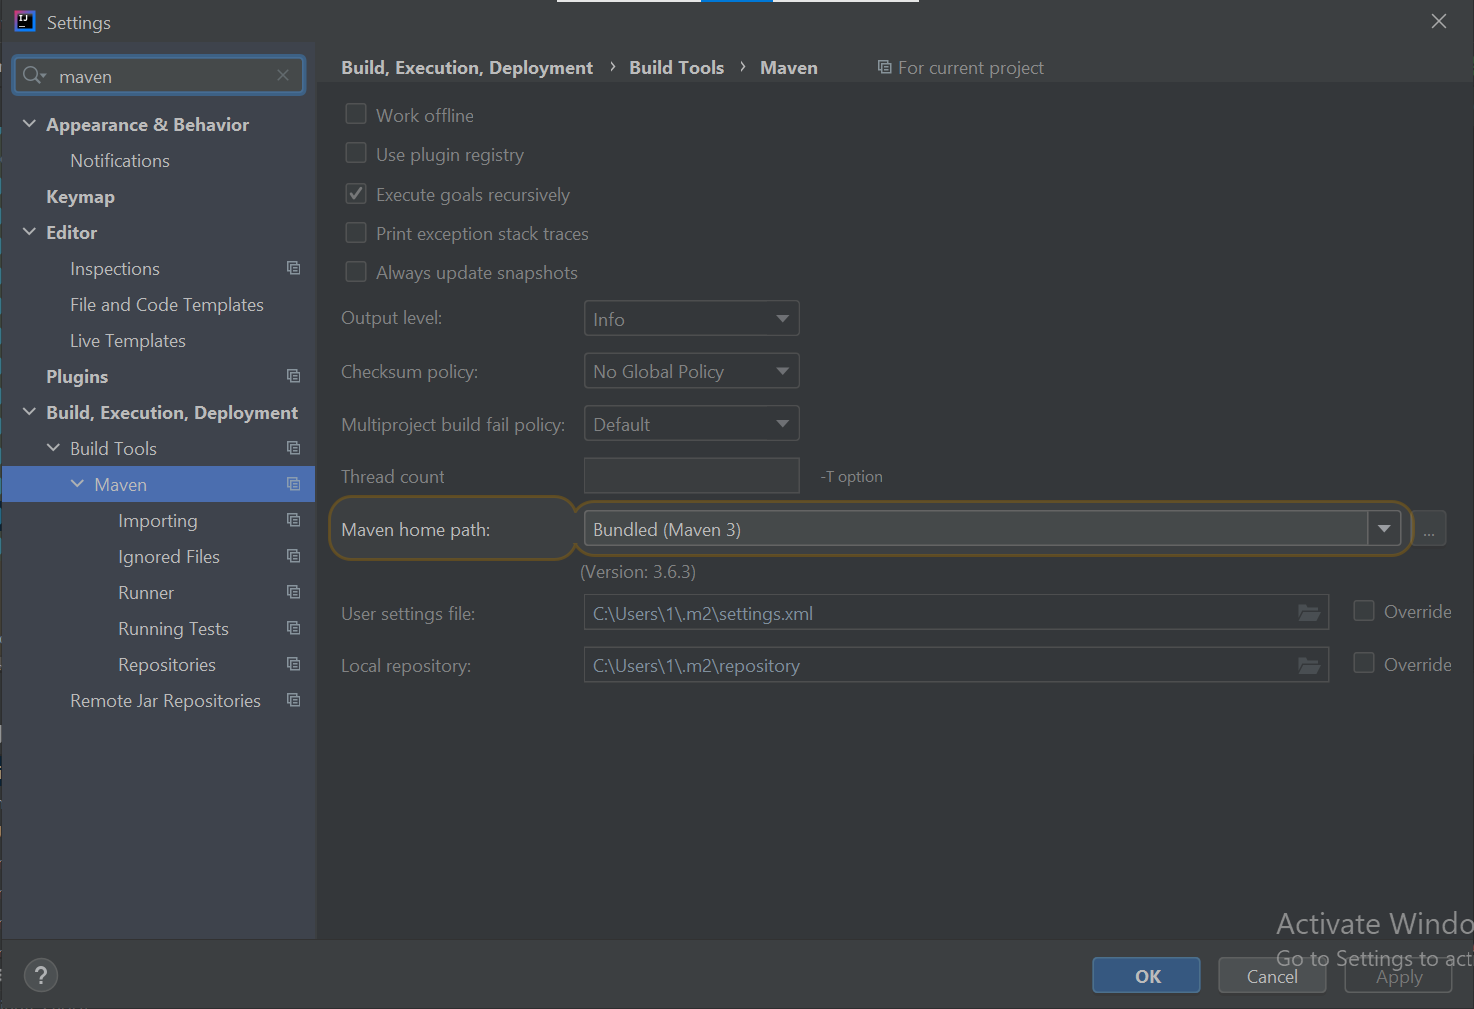 Settings
maven
Appearance & Behavior
Notifications
Keymap
Editor
Inspections
File and Code Templates
Live Templates
Plugins
Build, Execution, Deployment
Build Tools
Maven
Importing
Ignored Files
Runner
Running Tests
Repositories
Remote Jar Repositories
Build, Execution, Deployment › Build Tools › Maven For current project
Work offline
Use plugin registry
Execute goals recursively
Print exception stack traces
Always update snapshots
Output level: Info
Checksum policy: No Global Policy
Multiproject build fail policy: Default
Thread count -T option
Maven home path: Bundled (Maven 3) ...
(Version: 3.6.3)
User settings file: C:\Users\1\.m2\settings.xml Override
Local repository: C:\Users\1\.m2\repository Override
Activate Windo
Go to Settings to acti
? OK Cancel Apply